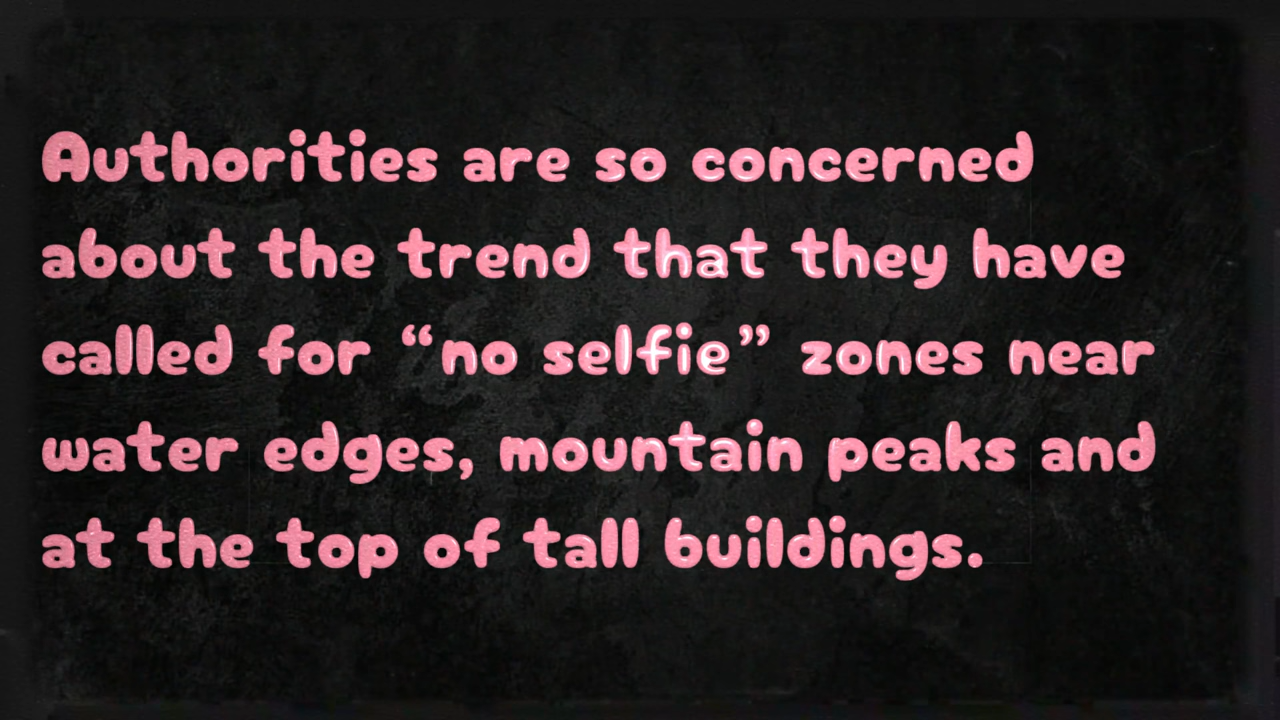 Authorities are so concerned
about the trend that they have
called for “no selfie” zones near
water edges, mountain peaks and
at the top of tall buildings.